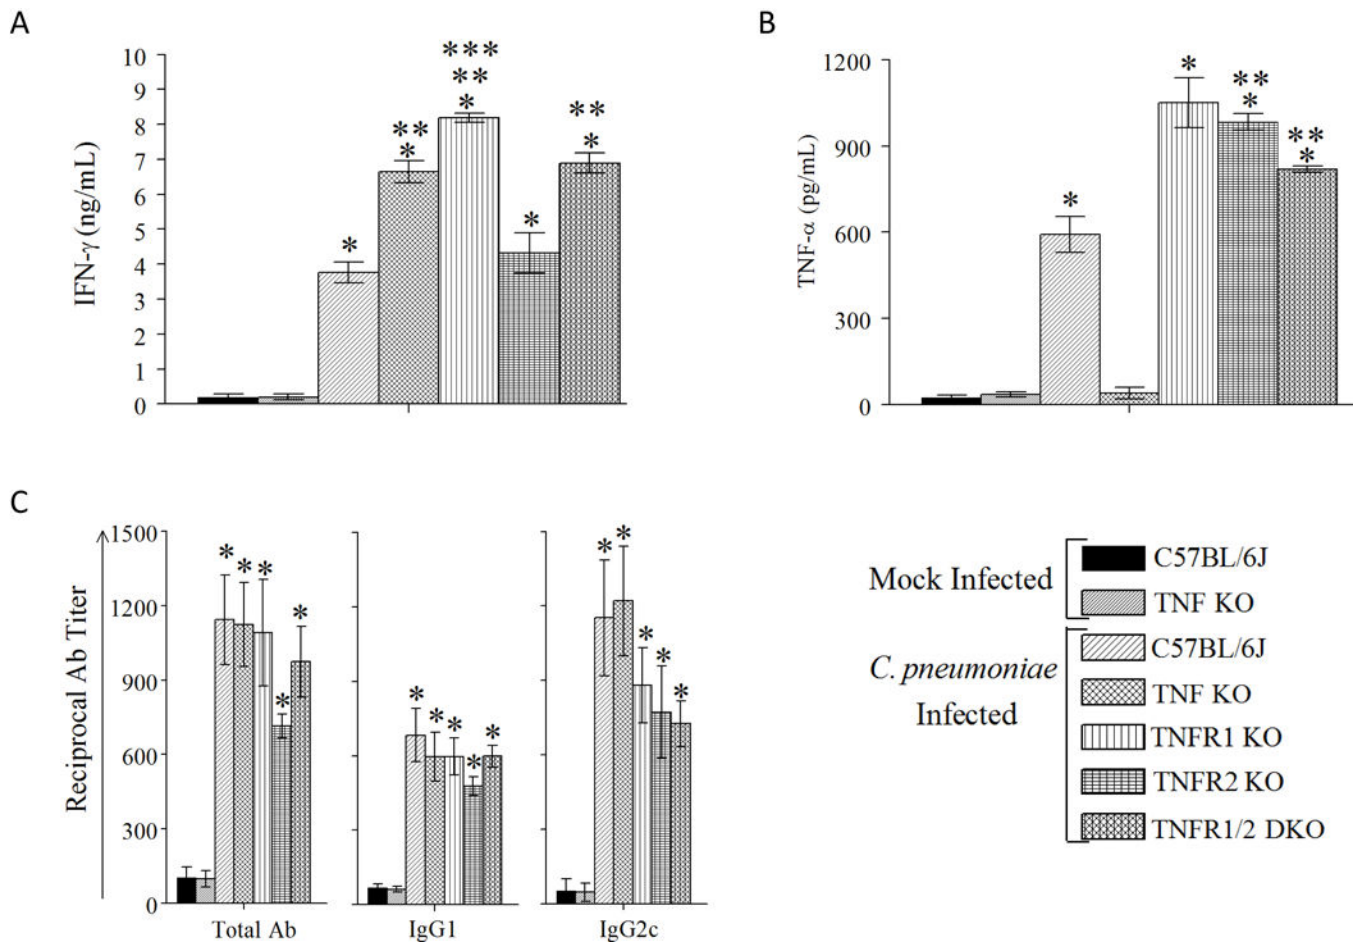 A
IFN-γ (ng/mL)
10
9
8
7
6
5
4
3
2
1
0
*
**
*
***
**
*
*
**
*
B
TNF-α (pg/mL)
1200
900
600
300
0
*
*
**
*
**
*
C
Reciprocal Ab Titer
1500
1200
900
600
300
0
* * * * *
* * * * *
* * * * *
Total Ab
IgG1
IgG2c
Mock Infected
C57BL/6J
TNF KO
C. pneumoniae
Infected
C57BL/6J
TNF KO
TNFR1 KO
TNFR2 KO
TNFR1/2 DKO